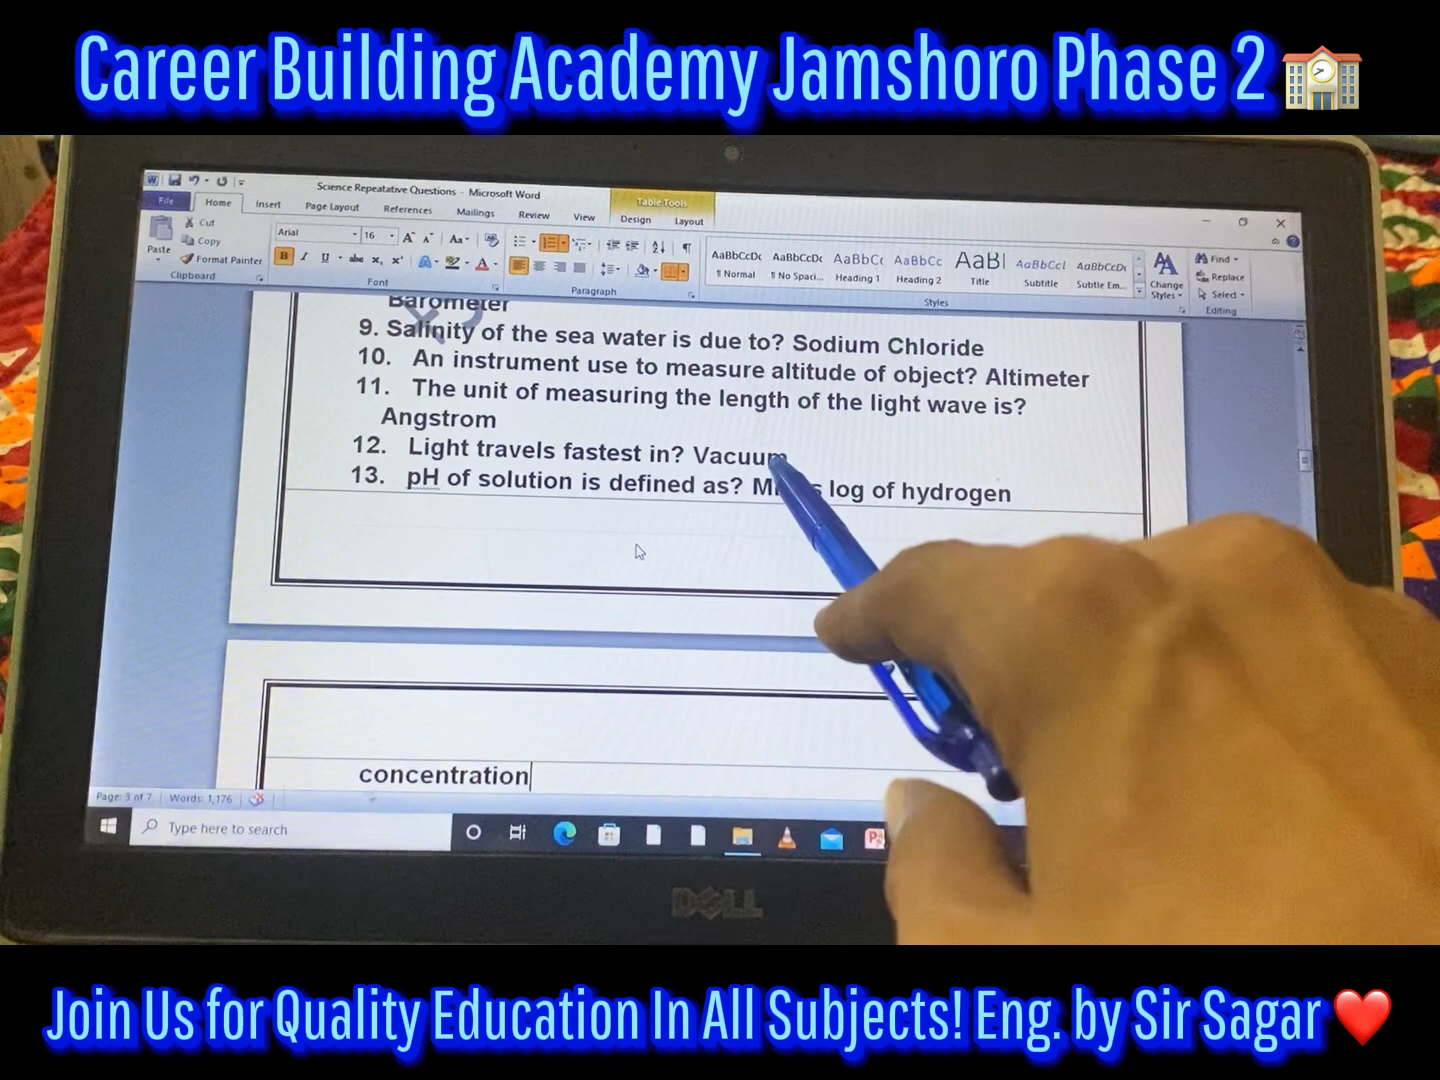 Career Building Academy Jamshoro Phase 2
Science Repeatative Questions - Microsoft Word
Table Tools
File Home Insert Page Layout References Mailings Review View Design Layout
Cut
Copy
Format Painter
Paste
Clipboard
Arial 16
Font
Paragraph
AaBbCcDc AaBbCcDc AaBbCc AaBbCc AaBl AaBbCcL AaBbCcDc
¶ Normal ¶ No Spaci... Heading 1 Heading 2 Title Subtitle Subtle Em...
Styles
Change Styles
Find
Replace
Select
Editing
Barometer
9. Salinity of the sea water is due to? Sodium Chloride
10. An instrument use to measure altitude of object? Altimeter
11. The unit of measuring the length of the light wave is?
Angstrom
12. Light travels fastest in? Vacuum
13. pH of solution is defined as? log of hydrogen
concentration
Page: 3 of 7 Words: 1,176
Type here to search
DELL
Join Us for Quality Education In All Subjects! Eng. by Sir Sagar